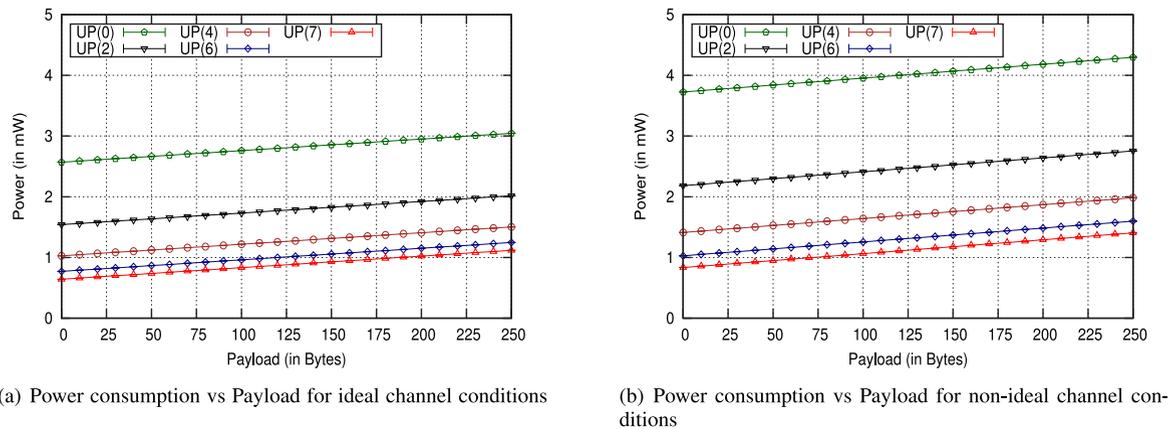 5
4
3
2
1
0
Power (in mW)
UP(0) UP(4) UP(7)
UP(2) UP(6)
0 25 50 75 100 125 150 175 200 225 250
Payload (in Bytes)
(a) Power consumption vs Payload for ideal channel conditions
5
4
3
2
1
0
Power (in mW)
UP(0) UP(4) UP(7)
UP(2) UP(6)
0 25 50 75 100 125 150 175 200 225 250
Payload (in Bytes)
(b) Power consumption vs Payload for non-ideal channel con-
ditions